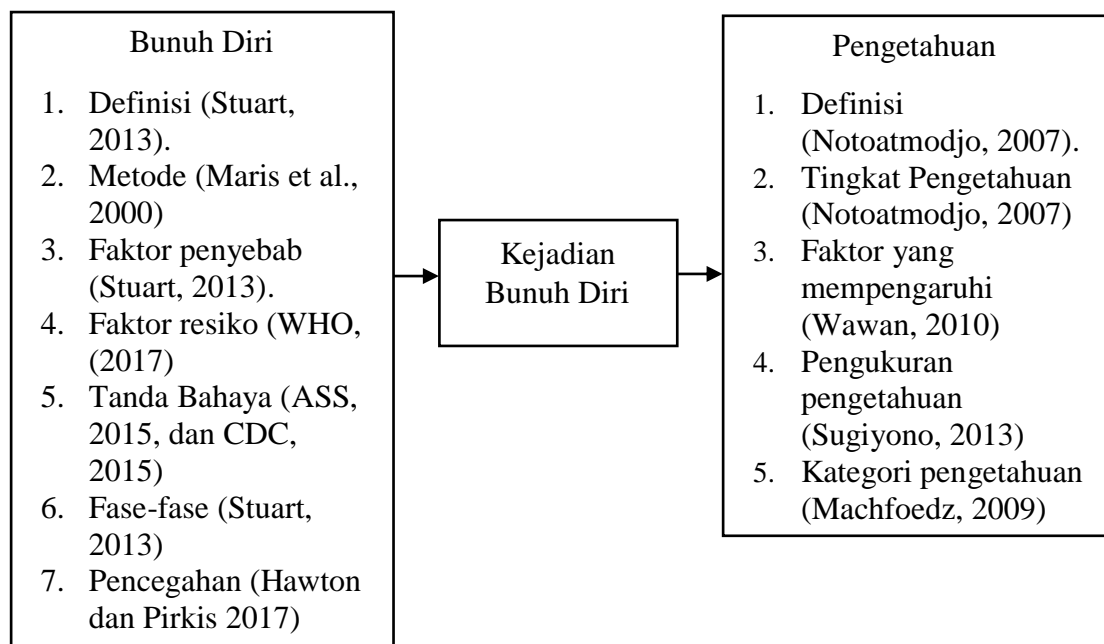 Bunuh Diri
1. Definisi (Stuart,
2013).
2. Metode (Maris et al.,
2000)
3. Faktor penyebab
(Stuart, 2013).
4. Faktor resiko (WHO,
(2017)
5. Tanda Bahaya (ASS,
2015, dan CDC,
2015)
6. Fase-fase (Stuart,
2013)
7. Pencegahan (Hawton
dan Pirkis 2017)
Kejadian
Bunuh Diri
Pengetahuan
1. Definisi
(Notoatmodjo, 2007).
2. Tingkat Pengetahuan
(Notoatmodjo, 2007)
3. Faktor yang
mempengaruhi
(Wawan, 2010)
4. Pengukuran
pengetahuan
(Sugiyono, 2013)
5. Kategori pengetahuan
(Machfoedz, 2009)